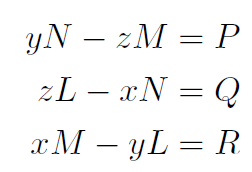 yN − zM = P
zL − xN = Q
xM − yL = R